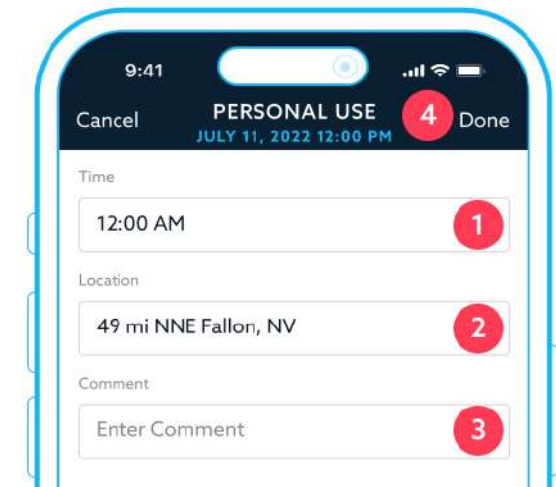 9:41
Cancel PERSONAL USE 4 Done
JULY 11, 2022 12:00 PM
Time
12:00 AM 1
Location
49 mi NNE Fallon, NV 2
Comment
Enter Comment 3